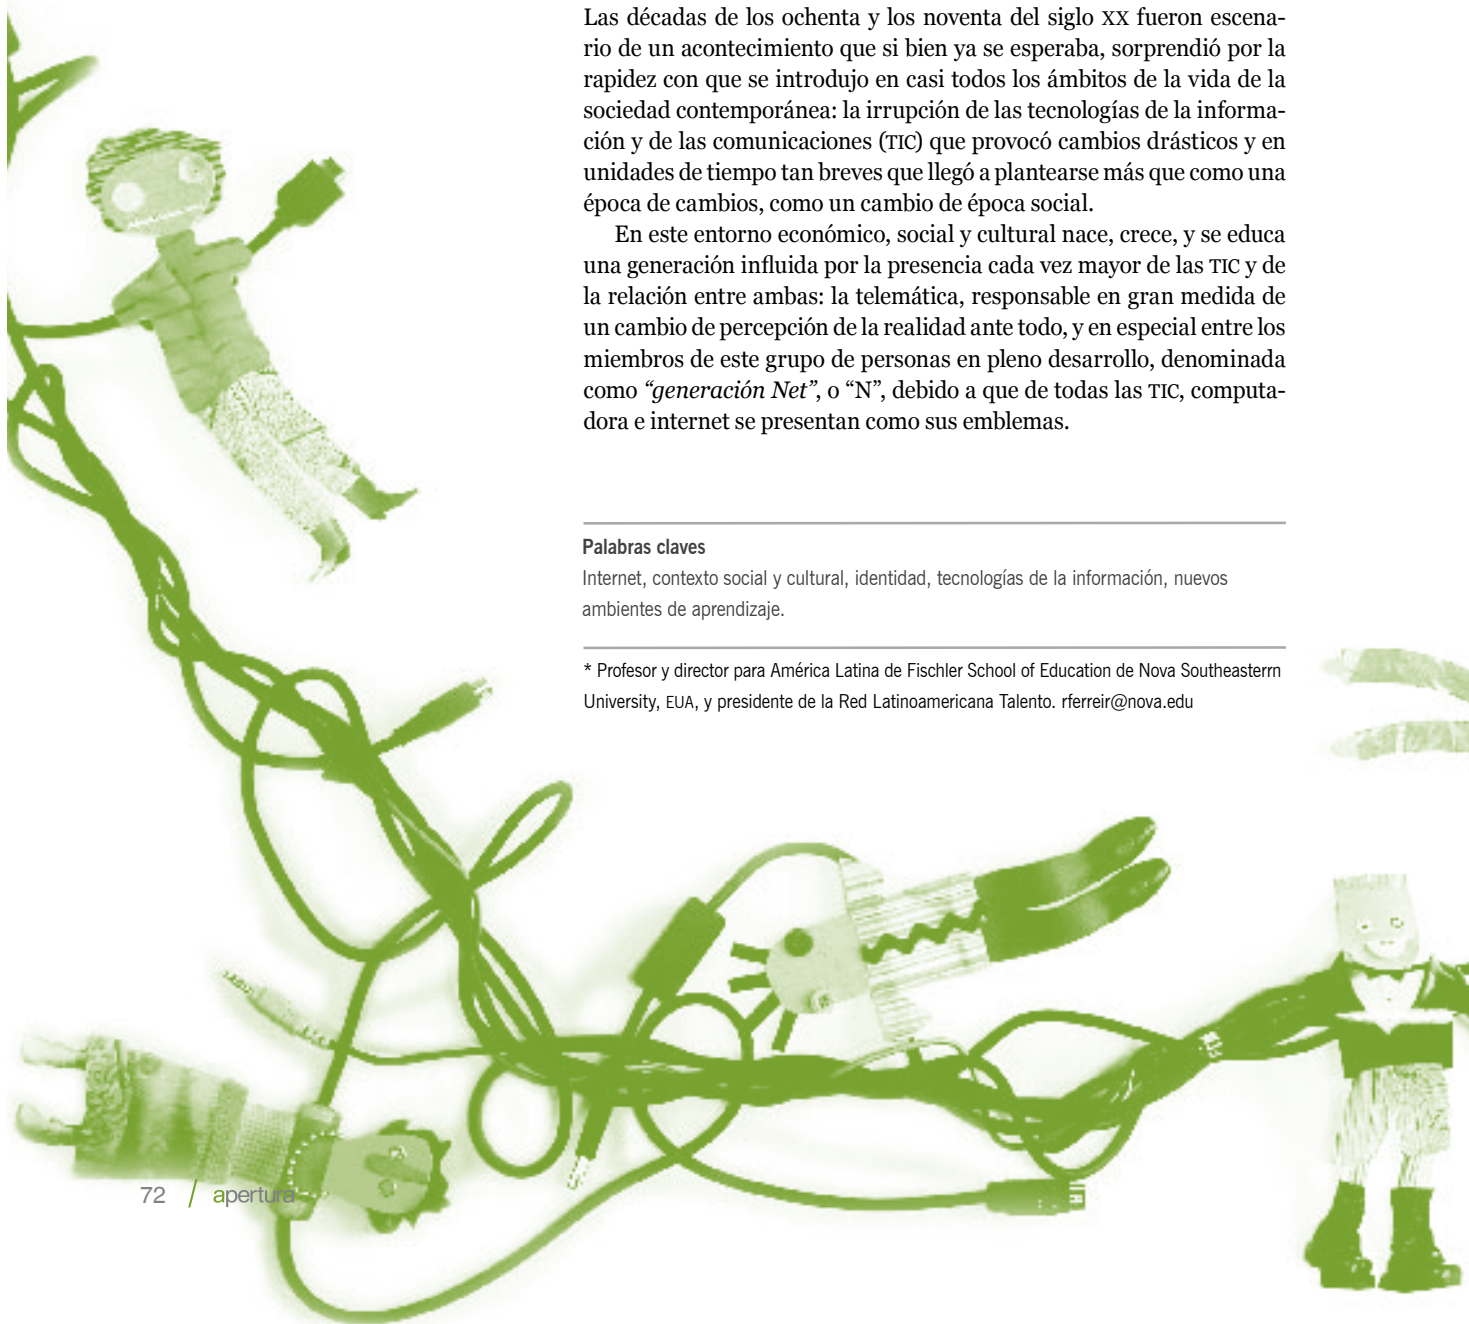 Las décadas de los ochenta y los noventa del siglo XX fueron escena-
rio de un acontecimiento que si bien ya se esperaba, sorprendió por la
rapidez con que se introdujo en casi todos los ámbitos de la vida de la
sociedad contemporánea: la irrupción de las tecnologías de la informa-
ción y de las comunicaciones (TIC) que provocó cambios drásticos y en
unidades de tiempo tan breves que llegó a plantearse más que como una
época de cambios, como un cambio de época social.
En este entorno económico, social y cultural nace, crece, y se educa
una generación influida por la presencia cada vez mayor de las TIC y de
la relación entre ambas: la telemática, responsable en gran medida de
un cambio de percepción de la realidad ante todo, y en especial entre los
miembros de este grupo de personas en pleno desarrollo, denominada
como “generación Net”, o “N”, debido a que de todas las TIC, computa-
dora e internet se presentan como sus emblemas.
Palabras claves
Internet, contexto social y cultural, identidad, tecnologías de la información, nuevos
ambientes de aprendizaje.
* Profesor y director para América Latina de Fischler School of Education de Nova Southeasterrn
University, EUA, y presidente de la Red Latinoamericana Talento. rferreir@nova.edu
72 / apertura